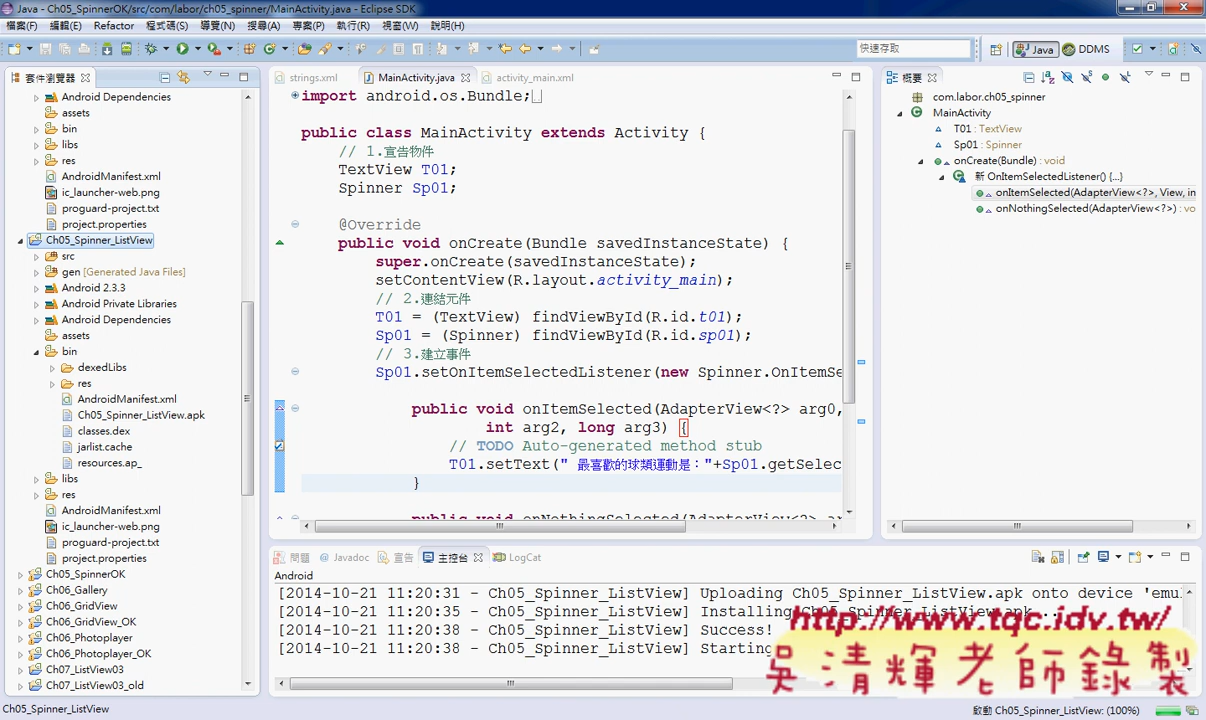 Java - Ch05_SpinnerOK/src/com/labor/ch05_spinner/MainActivity.java - Eclipse SDK
檔案(F) 編輯(E) Refactor 程式碼(S) 導覽(N) 搜尋(A) 專案(P) 執行(R) 視窗(W) 說明(H)
快速存取 Java DDMS
套件瀏覽器
Android Dependencies
assets
bin
libs
res
AndroidManifest.xml
ic_launcher-web.png
proguard-project.txt
project.properties
Ch05_Spinner_ListView
src
gen [Generated Java Files]
Android 2.3.3
Android Private Libraries
Android Dependencies
assets
bin
dexedLibs
res
AndroidManifest.xml
Ch05_Spinner_ListView.apk
classes.dex
jarlist.cache
resources.ap_
libs
res
AndroidManifest.xml
ic_launcher-web.png
proguard-project.txt
project.properties
Ch05_SpinnerOK
Ch06_Gallery
Ch06_GridView
Ch06_GridView_OK
Ch06_Photoplayer
Ch06_Photoplayer_OK
Ch07_ListView03
Ch07_ListView03_old
strings.xml MainActivity.java activity_main.xml
import android.os.Bundle;
public class MainActivity extends Activity {
// 1.宣告物件
TextView T01;
Spinner Sp01;
@Override
public void onCreate(Bundle savedInstanceState) {
super.onCreate(savedInstanceState);
setContentView(R.layout.activity_main);
// 2.連結元件
T01 = (TextView) findViewById(R.id.t01);
Sp01 = (Spinner) findViewById(R.id.sp01);
// 3.建立事件
Sp01.setOnItemSelectedListener(new Spinner.OnItemSe
public void onItemSelected(AdapterView<?> arg0,
int arg2, long arg3) {
// TODO Auto-generated method stub
T01.setText(" 最喜歡的球類運動是："+Sp01.getSelec
}
public void onNothingSelected(AdapterView<?> ar
概要
com.labor.ch05_spinner
MainActivity
T01 : TextView
Sp01 : Spinner
onCreate(Bundle) : void
新 OnItemSelectedListener() {...}
onItemSelected(AdapterView<?>, View, in
onNothingSelected(AdapterView<?>) : vo
問題 Javadoc 宣告 主控台 LogCat
Android
[2014-10-21 11:20:31 - Ch05_Spinner_ListView] Uploading Ch05_Spinner_ListView.apk onto device 'emu
[2014-10-21 11:20:35 - Ch05_Spinner_ListView] Installing Ch05_Spinner_ListView.apk...
[2014-10-21 11:20:38 - Ch05_Spinner_ListView] Success!
[2014-10-21 11:20:38 - Ch05_Spinner_ListView] Starting
http://www.tqc.idv.tw/
吳清輝老師錄製
Ch05_Spinner_ListView
啟動 Ch05_Spinner_ListView: (100%)